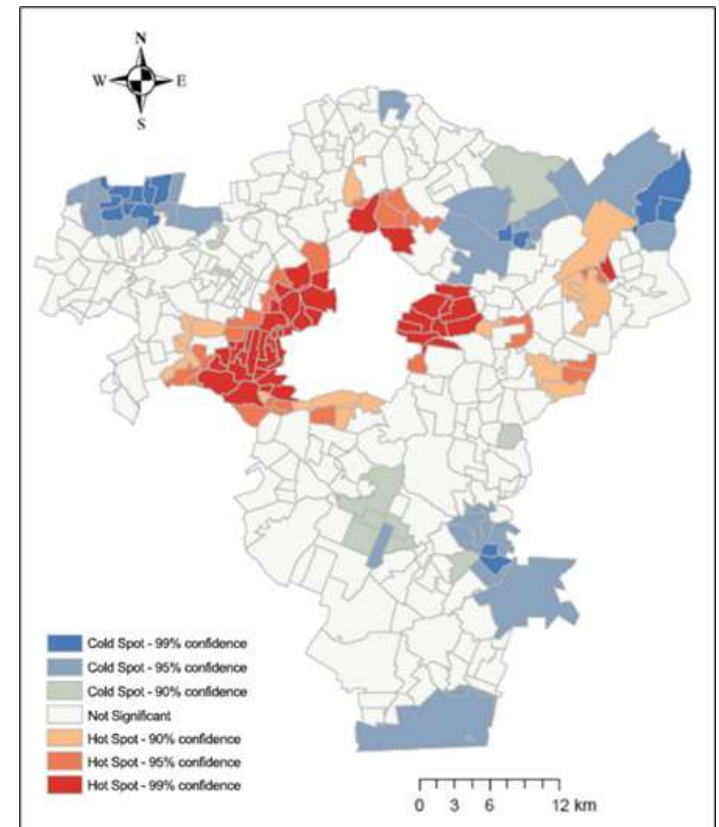 N
W E
S
Cold Spot - 99% confidence
Cold Spot - 95% confidence
Cold Spot - 90% confidence
Not Significant
Hot Spot - 90% confidence
Hot Spot - 95% confidence
Hot Spot - 99% confidence
0 3 6 12 km